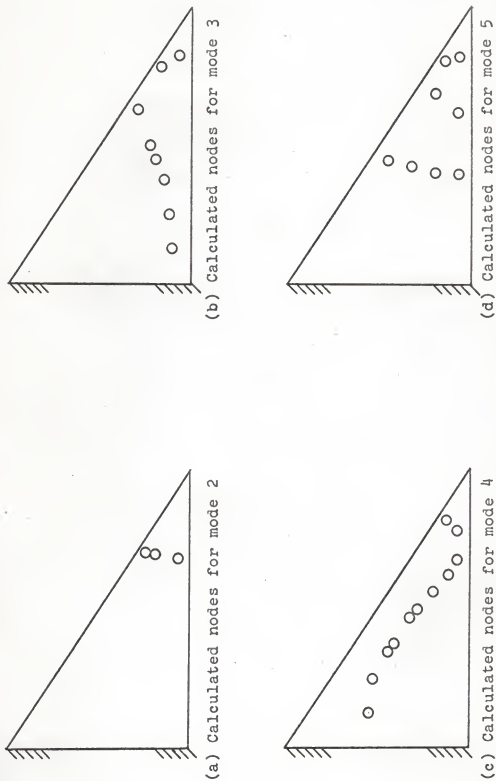 (a) Calculated nodes for mode 2
(b) Calculated nodes for mode 3
(c) Calculated nodes for mode 4
(d) Calculated nodes for mode 5